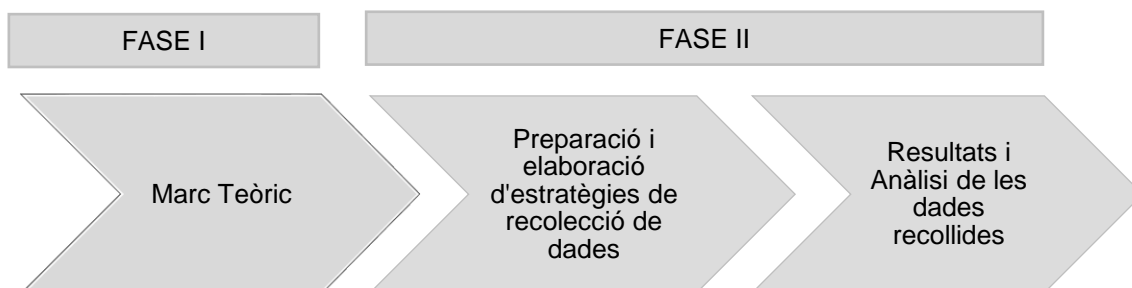 FASE I
FASE II
Marc Teòric
Preparació i
elaboració
d'estratègies de
recolecció de
dades
Resultats i
Anàlisi de les
dades
recollides